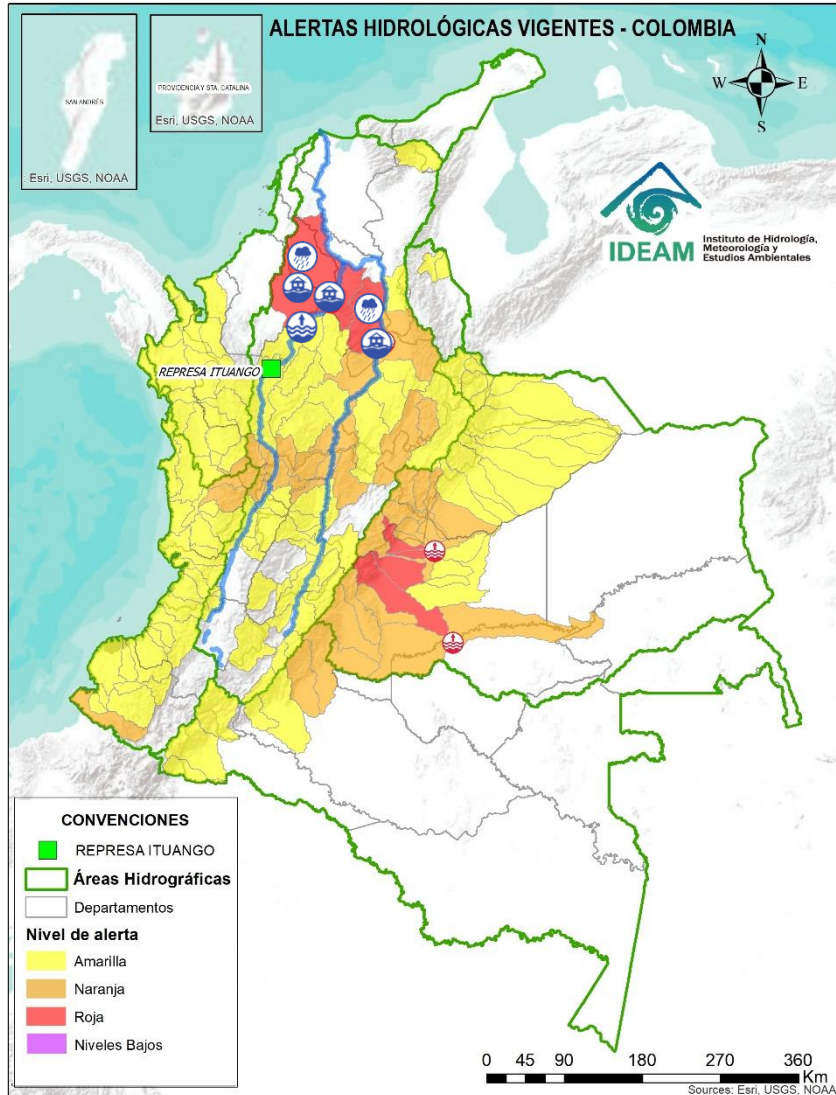 ALERTAS HIDROLÓGICAS VIGENTES - COLOMBIA
SAN ANDRÉS
Esri, USGS, NOAA
PROVIDENCIA Y STA. CATALINA
Esri, USGS, NOAA
N
W
E
S
IDEAM
Instituto de Hidrología,
Meteorología y
Estudios Ambientales
REPRESA ITUANGO
CONVENCIONES
REPRESA ITUANGO
Áreas Hidrográficas
Departamentos
Nivel de alerta
Amarilla
Naranja
Roja
Niveles Bajos
0 45 90 180 270 360
Km
Sources: Esri, USGS, NOAA